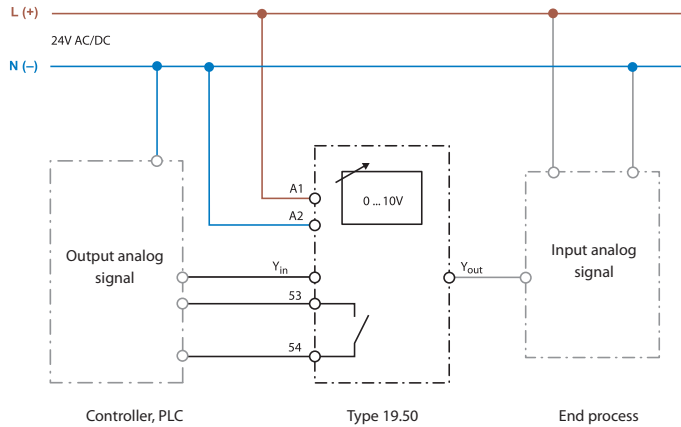 L (+)
24V AC/DC
N (–)
A1
0 ... 10V
A2
Output analog
signal
Yin
53
54
Yout
Input analog
signal
Controller, PLC
Type 19.50
End process